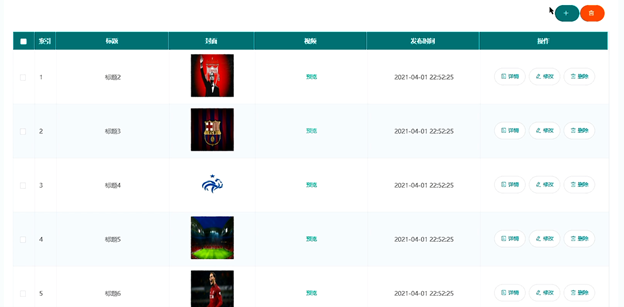 索引 标题 封面 视频 发布时间 操作
1 标题2 预览 2021-04-01 22:52:25 详情 修改 删除
2 标题3 预览 2021-04-01 22:52:25 详情 修改 删除
3 标题4 预览 2021-04-01 22:52:25 详情 修改 删除
4 标题5 预览 2021-04-01 22:52:25 详情 修改 删除
5 标题6 预览 2021-04-01 22:52:25 详情 修改 删除